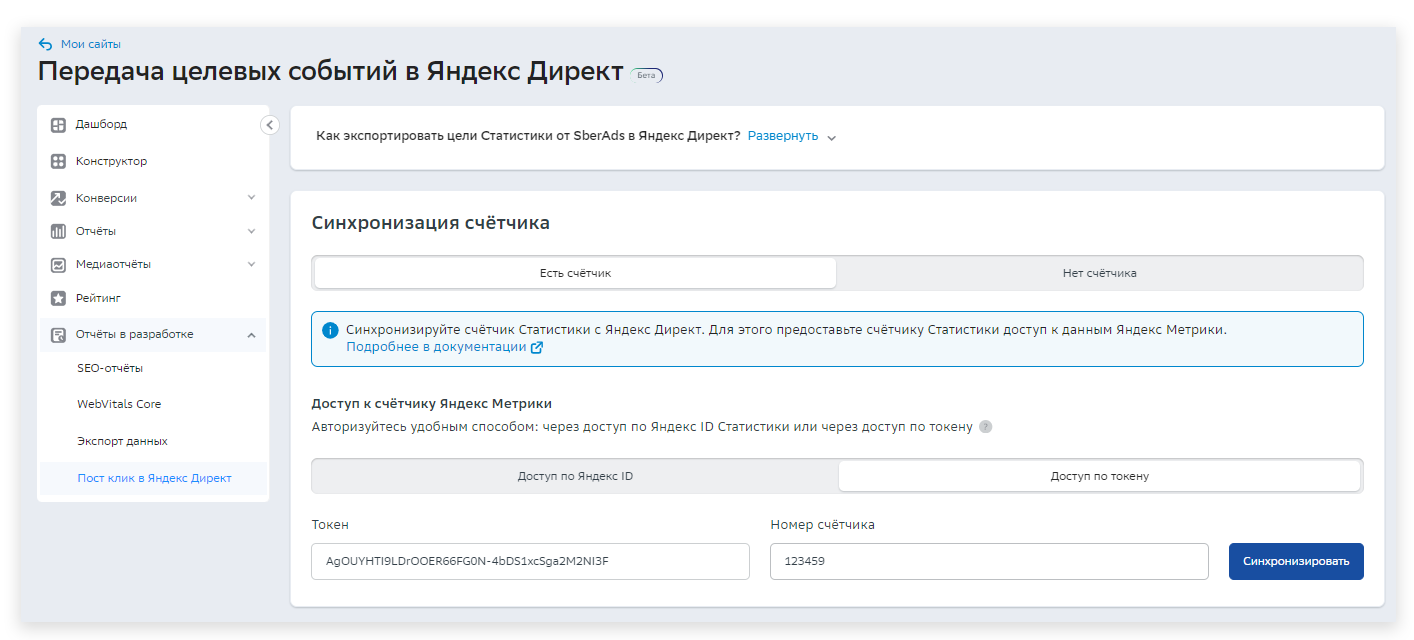 Мои сайты
Передача целевых событий в Яндекс Директ Бета
Дашборд
Конструктор
Конверсии
Отчёты
Медиаотчёты
Рейтинг
Отчёты в разработке
SEO-отчёты
WebVitals Core
Экспорт данных
Пост клик в Яндекс Директ
Как экспортировать цели Статистики от SberAds в Яндекс Директ? Развернуть
Синхронизация счётчика
Есть счётчик
Нет счётчика
Синхронизируйте счётчик Статистики с Яндекс Директ. Для этого предоставьте счётчику Статистики доступ к данным Яндекс Метрики.
Подробнее в документации
Доступ к счётчику Яндекс Метрики
Авторизуйтесь удобным способом: через доступ по Яндекс ID Статистики или через доступ по токену ?
Доступ по Яндекс ID
Доступ по токену
Токен
Номер счётчика
AgOUYHTI9LDrOOER66FG0N-4bDS1xcSga2M2NI3F
123459
Синхронизировать